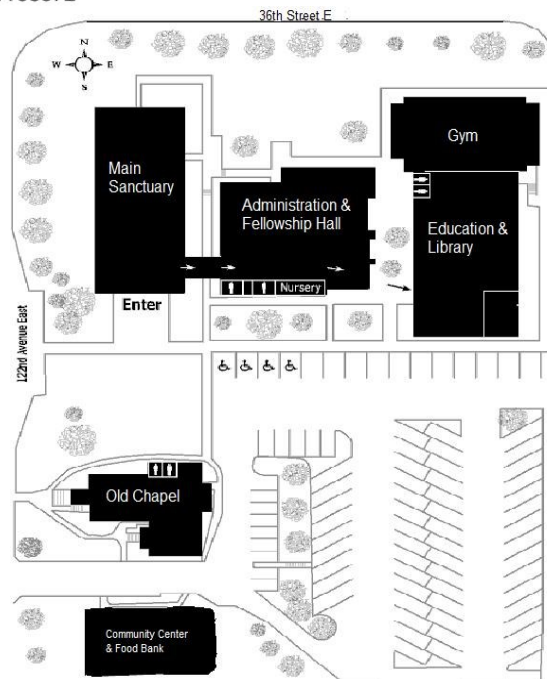 36th Street E
N
W E
S
Main
Sanctuary
Administration &
Fellowship Hall
Gym
Education &
Library
Nursery
Enter
122nd Avenue East
Old Chapel
Community Center
& Food Bank